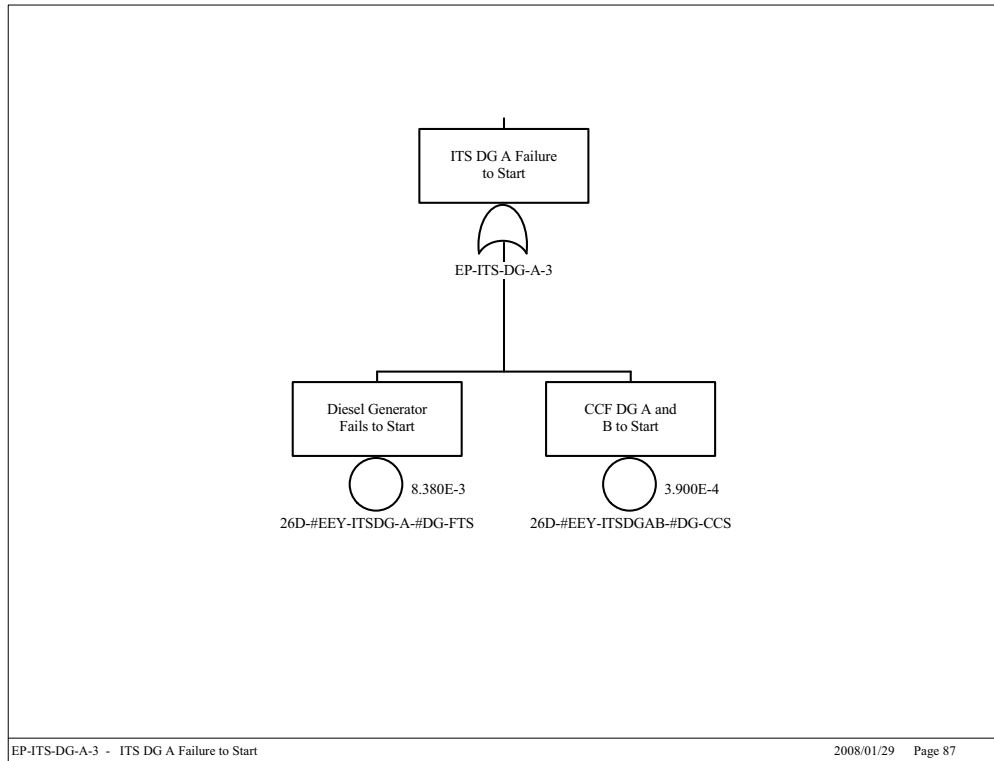 ITS DG A Failure
to Start
EP-ITS-DG-A-3
Diesel Generator
Fails to Start
8.380E-3
26D-#EEY-ITSDG-A-#DG-FTS
CCF DG A and
B to Start
3.900E-4
26D-#EEY-ITSDGAB-#DG-CCS
EP-ITS-DG-A-3 - ITS DG A Failure to Start
2008/01/29 Page 87